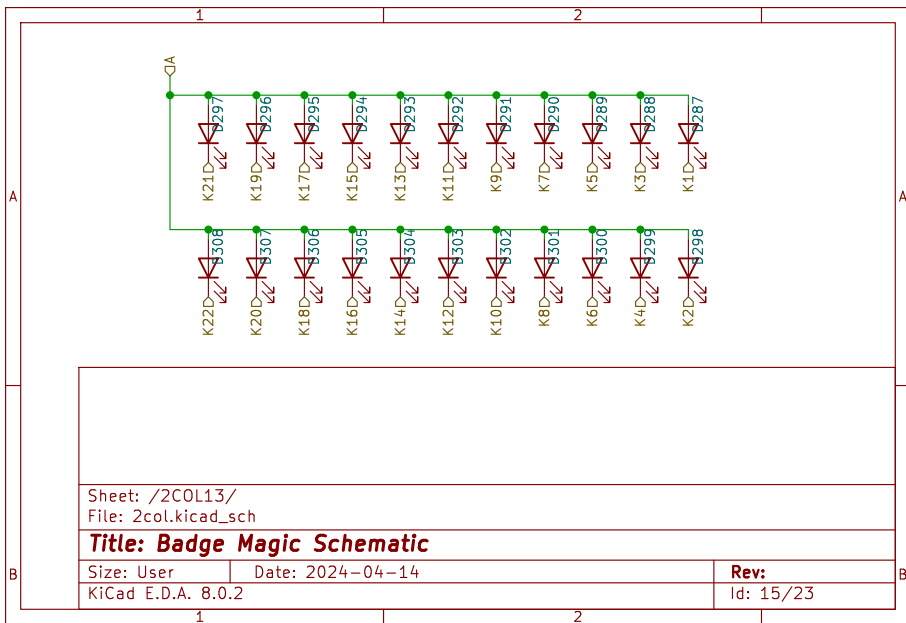 1 2
A
D297 D296 D295 D294 D293 D292 D291 D290 D289 D288 D287
K21 K19 K17 K15 K13 K11 K9 K7 K5 K3 K1
A A
D308 D307 D306 D305 D304 D303 D302 D301 D300 D299 D298
K22 K20 K18 K16 K14 K12 K10 K8 K6 K4 K2
Sheet: /2COL13/
File: 2col.kicad_sch
Title: Badge Magic Schematic
B B
Size: User Date: 2024-04-14 Rev:
KiCad E.D.A. 8.0.2 Id: 15/23
1 2